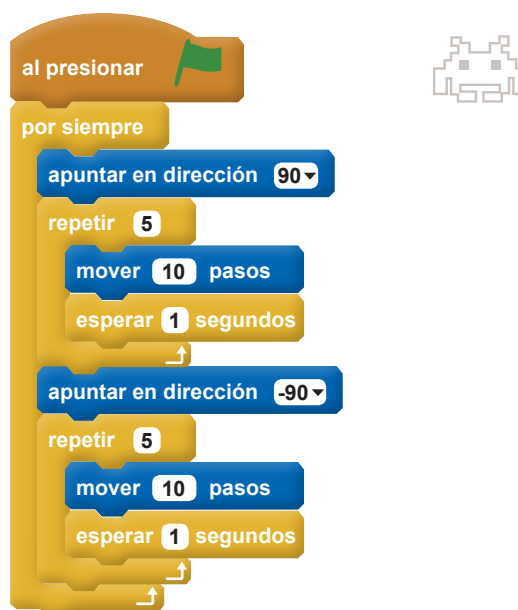 al presionar
por siempre
apuntar en dirección 90
repetir 5
mover 10 pasos
esperar 1 segundos
apuntar en dirección -90
repetir 5
mover 10 pasos
esperar 1 segundos